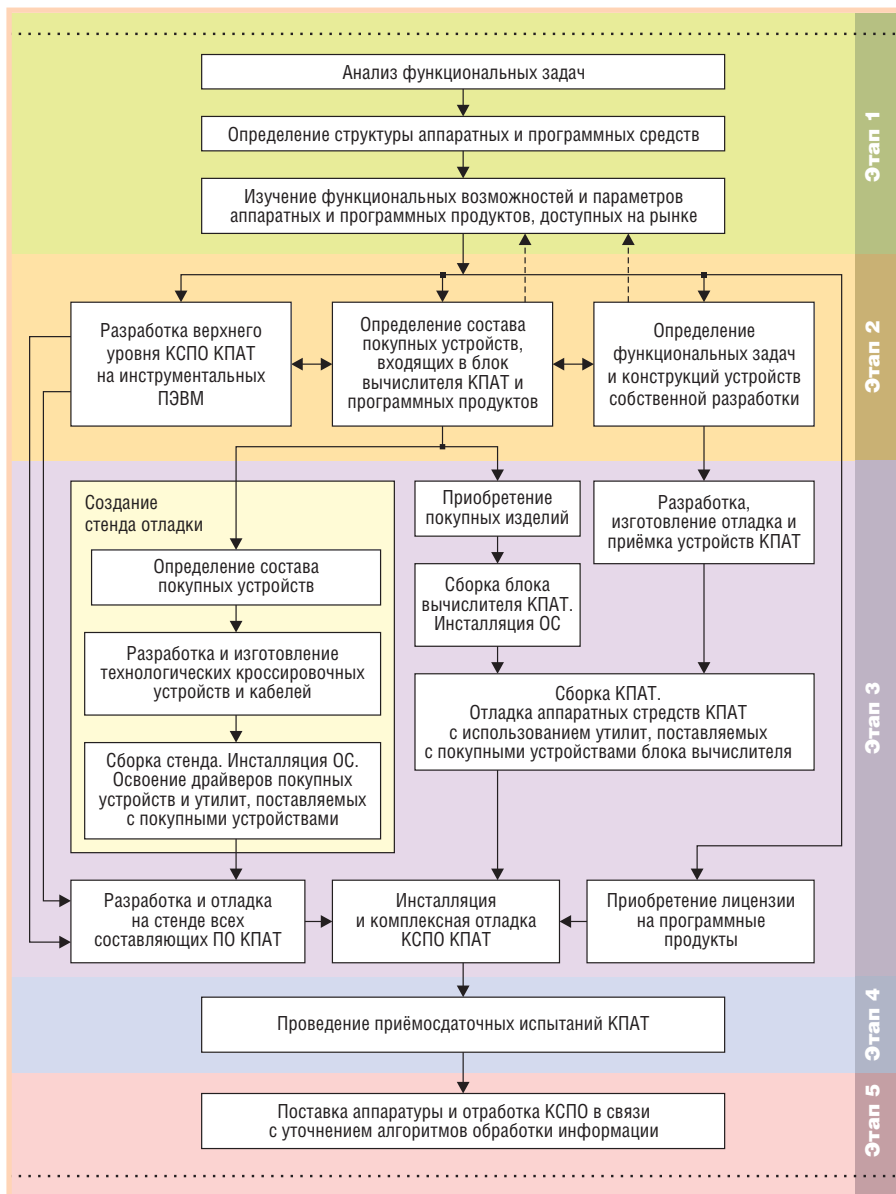 Анализ функциональных задач
Определение структуры аппаратных и программных средств
Изучение функциональных возможностей и параметров
аппаратных и программных продуктов, доступных на рынке
Этап 1
Разработка верхнего
уровня КСПО КПАТ
на инструментальных
ПЭВМ
Определение состава
покупных устройств,
входящих в блок
вычислителя КПАТ и
программных продуктов
Определение
функциональных задач
и конструкций устройств
собственной разработки
Этап 2
Создание
стенда отладки
Определение состава
покупных устройств
Разработка и изготовление
технологических кроссировочных
устройств и кабелей
Сборка стенда. Инсталляция ОС.
Освоение драйверов покупных
устройств и утилит, поставляемых
с покупными устройствами
Приобретение
покупных изделий
Сборка блока
вычислителя КПАТ.
Инсталляция ОС
Разработка,
изготовление отладка и
приёмка устройств КПАТ
Сборка КПАТ.
Отладка аппаратных стредств КПАТ
с использованием утилит, поставляемых
с покупными устройствами блока вычислителя
Разработка и отладка
на стенде всех
составляющих ПО КПАТ
Инсталляция
и комплексная отладка
КСПО КПАТ
Приобретение лицензии
на программные
продукты
Этап 3
Проведение приёмосдаточных испытаний КПАТ
Этап 4
Поставка аппаратуры и отработка КСПО в связи
с уточнением алгоритмов обработки информации
Этап 5